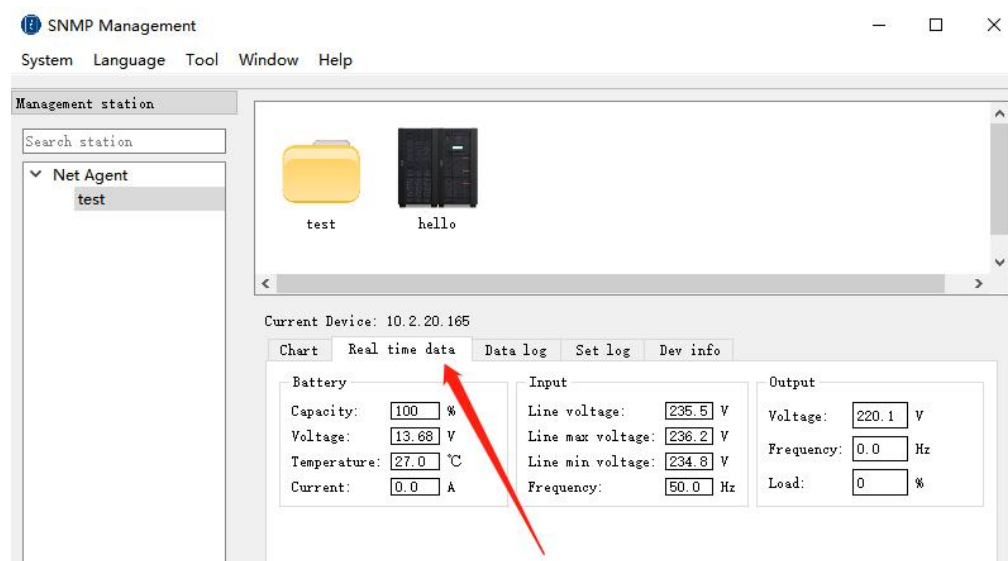 SNMP Management
System Language Tool Window Help
Management station
Search station
Net Agent
test
test
hello
Current Device: 10.2.20.165
Chart Real time data Data log Set log Dev info
Battery
Capacity: 100 %
Voltage: 13.68 V
Temperature: 27.0 ℃
Current: 0.0 A
Input
Line voltage: 235.5 V
Line max voltage: 236.2 V
Line min voltage: 234.8 V
Frequency: 50.0 Hz
Output
Voltage: 220.1 V
Frequency: 0.0 Hz
Load: 0 %